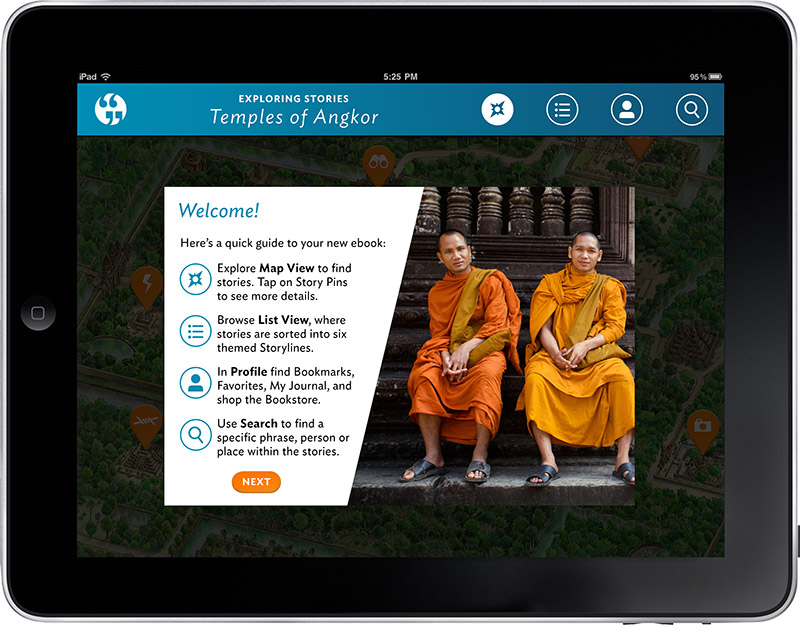 iPad 5:25 PM 95%
EXPLORING STORIES
Temples of Angkor
Welcome!
Here's a quick guide to your new ebook:
Explore Map View to find
stories. Tap on Story Pins
to see more details.
Browse List View, where
stories are sorted into six
themed Storylines.
In Profile find Bookmarks,
Favorites, My Journal, and
shop the Bookstore.
Use Search to find a
specific phrase, person or
place within the stories.
NEXT